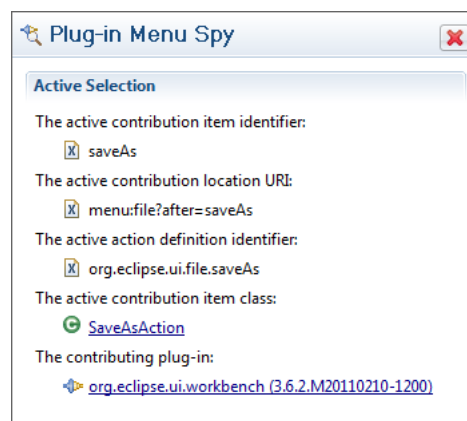 Plug-in Menu Spy
Active Selection
The active contribution item identifier:
saveAs
The active contribution location URI:
menu:file?after=saveAs
The active action definition identifier:
org.eclipse.ui.file.saveAs
The active contribution item class:
SaveAsAction
The contributing plug-in:
org.eclipse.ui.workbench (3.6.2.M20110210-1200)